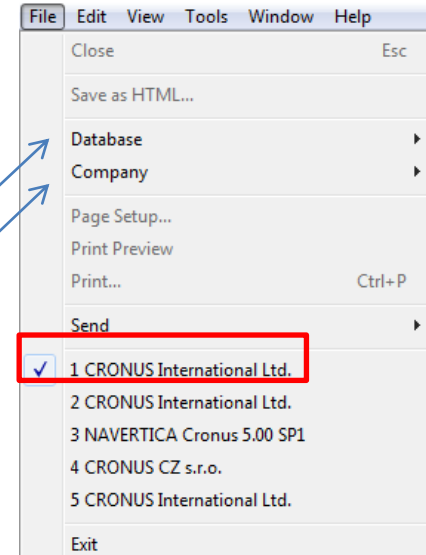 File Edit View Tools Window Help
Close Esc
Save as HTML...
Database
Company
Page Setup...
Print Preview
Print... Ctrl+P
Send
1 CRONUS International Ltd.
2 CRONUS International Ltd.
3 NAVERTICA Cronus 5.00 SP1
4 CRONUS CZ s.r.o.
5 CRONUS International Ltd.
Exit